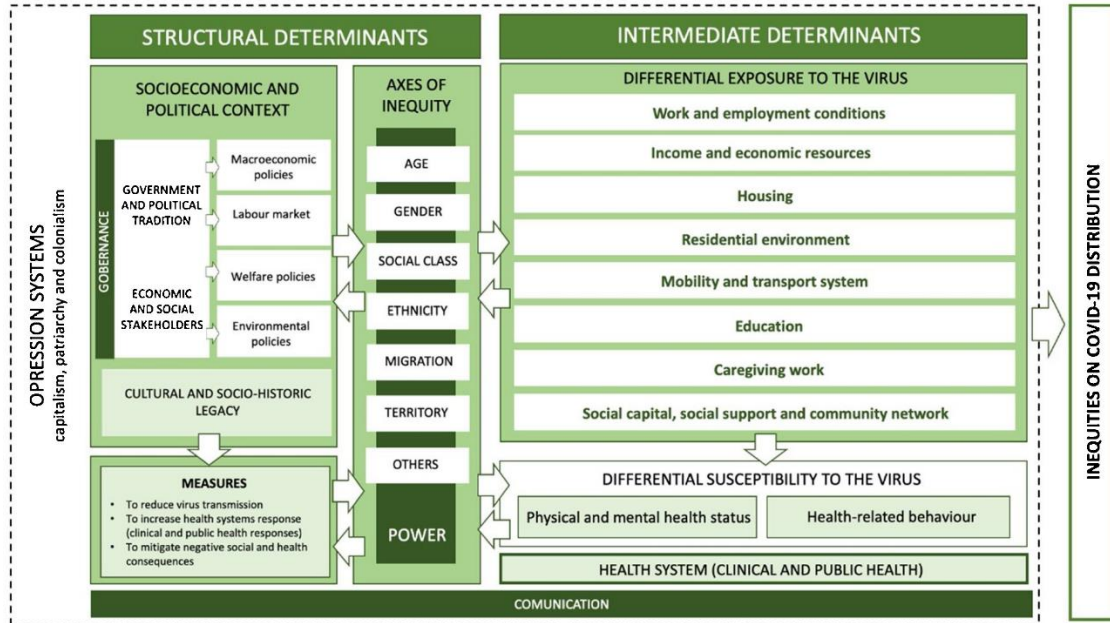 OPRESSION SYSTEMS
capitalism, patriarchy and colonialism
STRUCTURAL DETERMINANTS
SOCIOECONOMIC AND
POLITICAL CONTEXT
GOBERNANCE
GOVERNMENT
AND POLITICAL
TRADITION
ECONOMIC
AND SOCIAL
STAKEHOLDERS
Macroeconomic
policies
Labour market
Welfare policies
Environmental
policies
CULTURAL AND SOCIO-HISTORIC
LEGACY
MEASURES
• To reduce virus transmission
• To increase health systems response
(clinical and public health responses)
• To mitigate negative social and health
consequences
AXES OF
INEQUITY
AGE
GENDER
SOCIAL CLASS
ETHNICITY
MIGRATION
TERRITORY
OTHERS
POWER
INTERMEDIATE DETERMINANTS
DIFFERENTIAL EXPOSURE TO THE VIRUS
Work and employment conditions
Income and economic resources
Housing
Residential environment
Mobility and transport system
Education
Caregiving work
Social capital, social support and community network
DIFFERENTIAL SUSCEPTIBILITY TO THE VIRUS
Physical and mental health status
Health-related behaviour
HEALTH SYSTEM (CLINICAL AND PUBLIC HEALTH)
COMUNICATION
INEQUITIES ON COVID-19 DISTRIBUTION